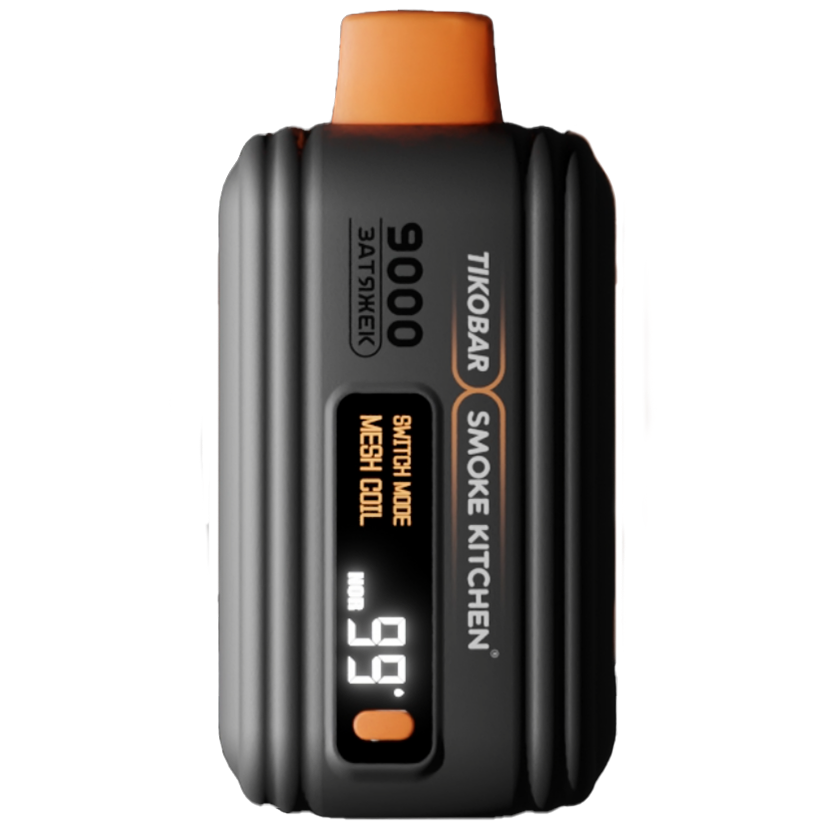 TIKOBAR SMOKE KITCHEN®
9000
ЗАТЯЖЕК
SWITCH MODE
MESH COIL
NOR
99